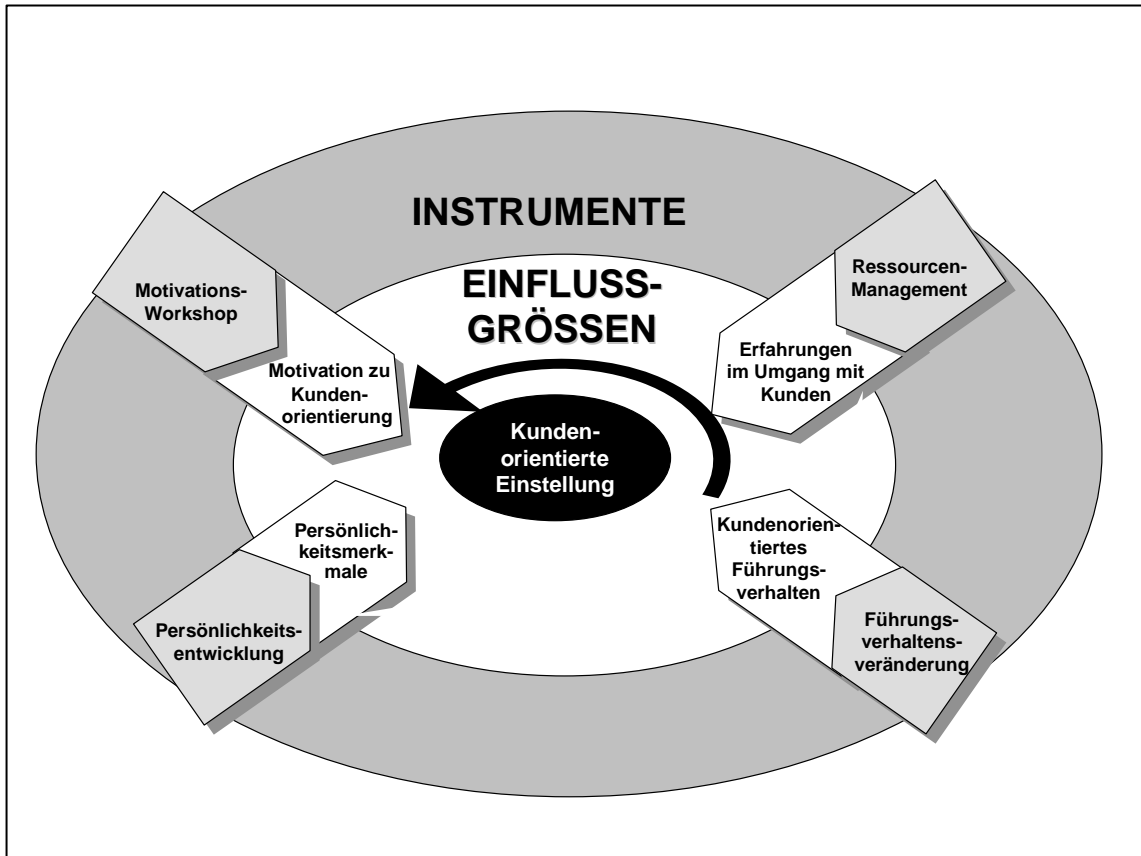 INSTRUMENTE
EINFLUSS-
GRÖSSEN
Motivations-
Workshop
Motivation zu
Kunden-
orientierung
Ressourcen-
Management
Erfahrungen
im Umgang mit
Kunden
Kunden-
orientierte
Einstellung
Persönlich-
keitsmerk-
male
Persönlichkeits-
entwicklung
Kundenorien-
tiertes
Führungs-
verhalten
Führungs-
verhaltens-
veränderung